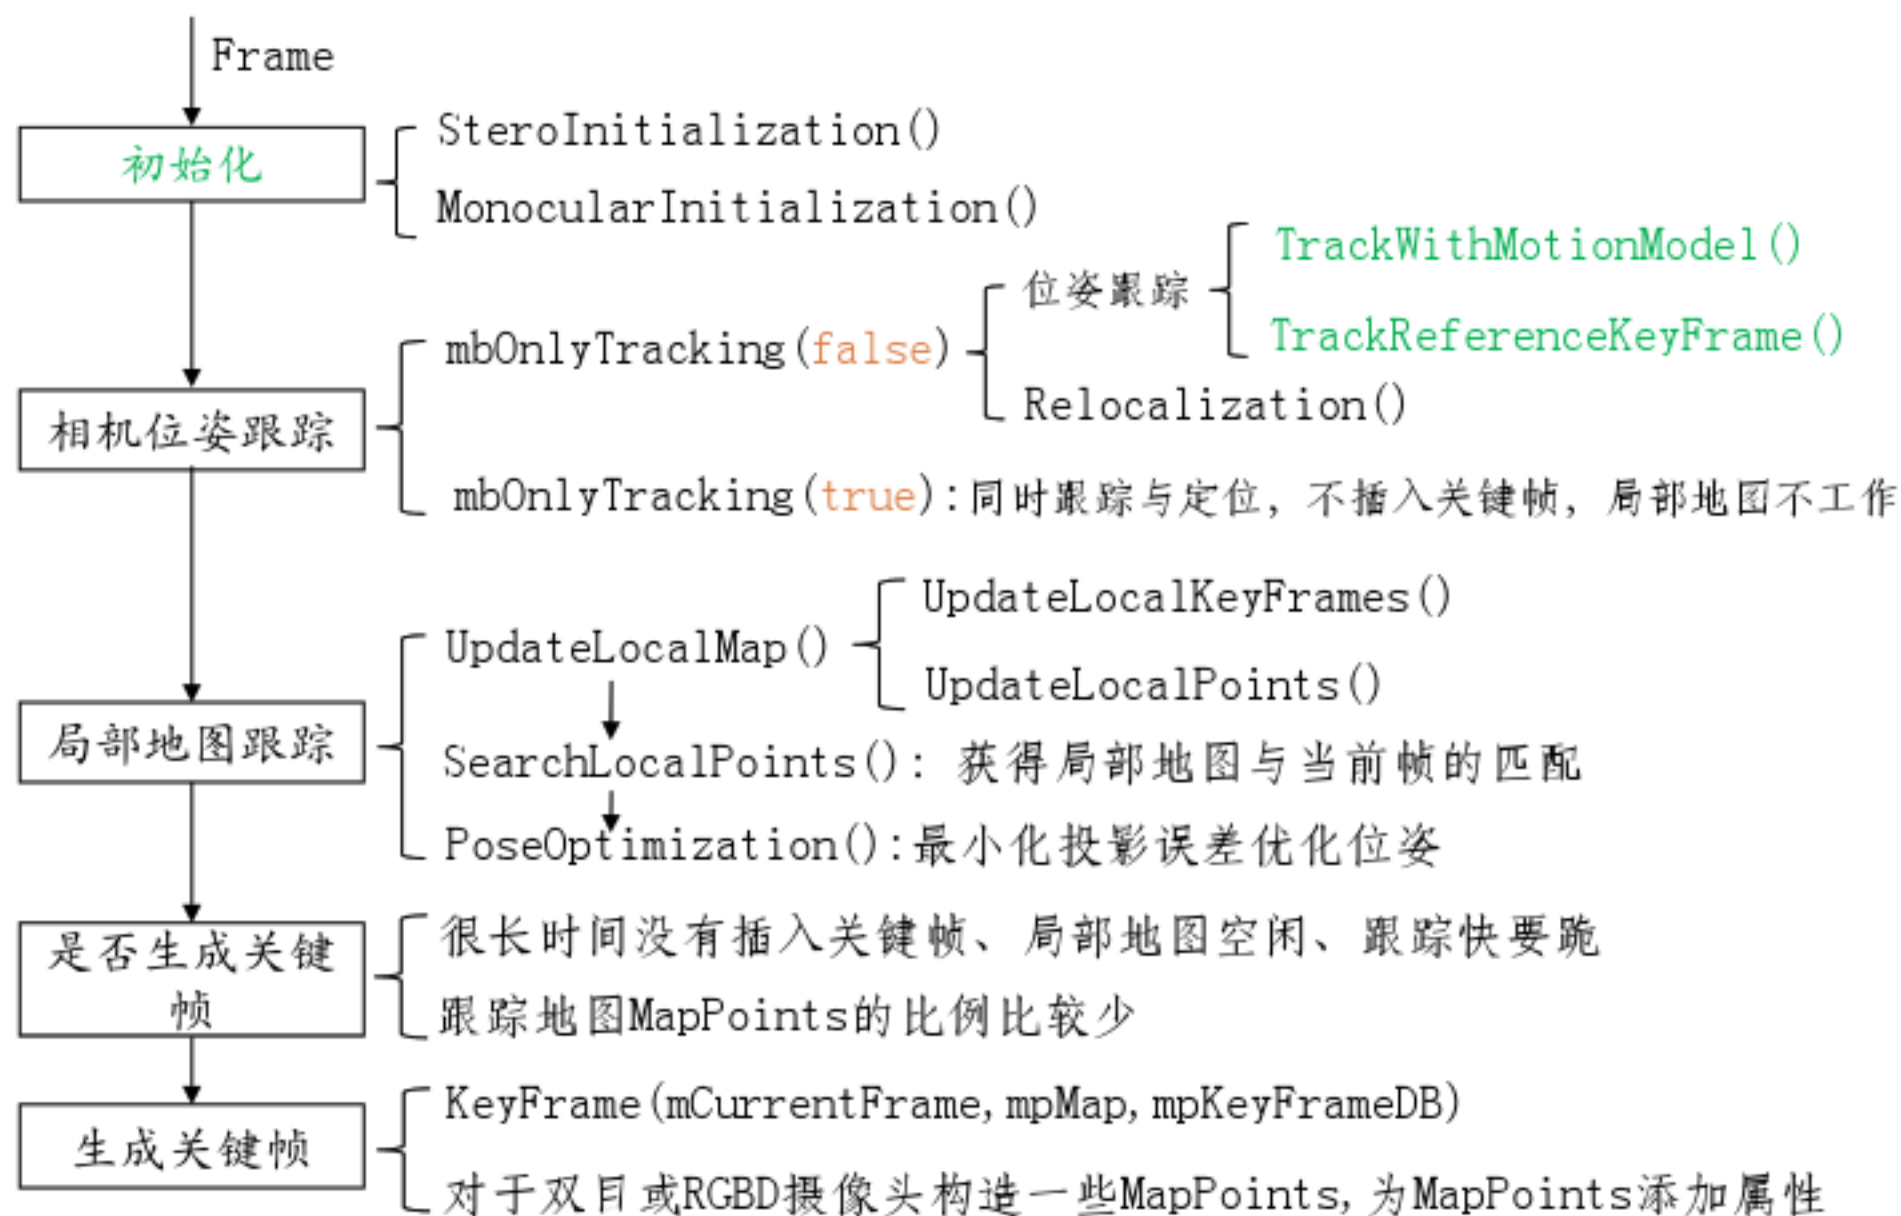 Frame
初始化
SteroInitialization()
MonocularInitialization()
相机位姿跟踪
mbOnlyTracking(false)
位姿跟踪
TrackWithMotionModel()
TrackReferenceKeyFrame()
Relocalization()
mbOnlyTracking(true):同时跟踪与定位，不插入关键帧，局部地图不工作
局部地图跟踪
UpdateLocalMap()
UpdateLocalKeyFrames()
UpdateLocalPoints()
SearchLocalPoints()：获得局部地图与当前帧的匹配
PoseOptimization():最小化投影误差优化位姿
是否生成关键
帧
很长时间没有插入关键帧、局部地图空闲、跟踪快要跪
跟踪地图MapPoints的比例比较少
生成关键帧
KeyFrame(mCurrentFrame,mpMap,mpKeyFrameDB)
对于双目或RGBD摄像头构造一些MapPoints,为MapPoints添加属性